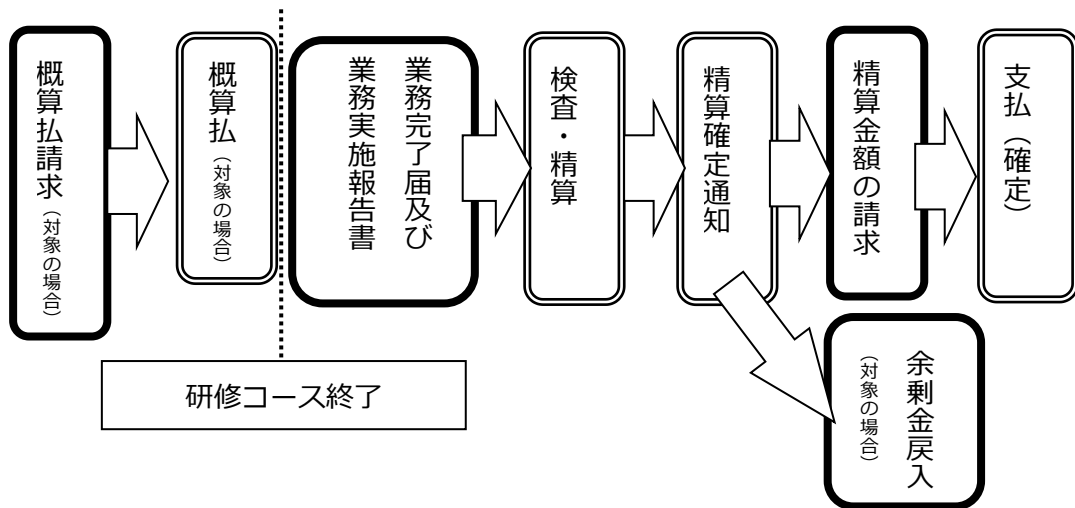 概算払請求（対象の場合）
概算払（対象の場合）
業務完了届及び
業務実施報告書
検査・精算
精算確定通知
精算金額の請求
支払（確定）
余剰金戻入
（対象の場合）
研修コース終了